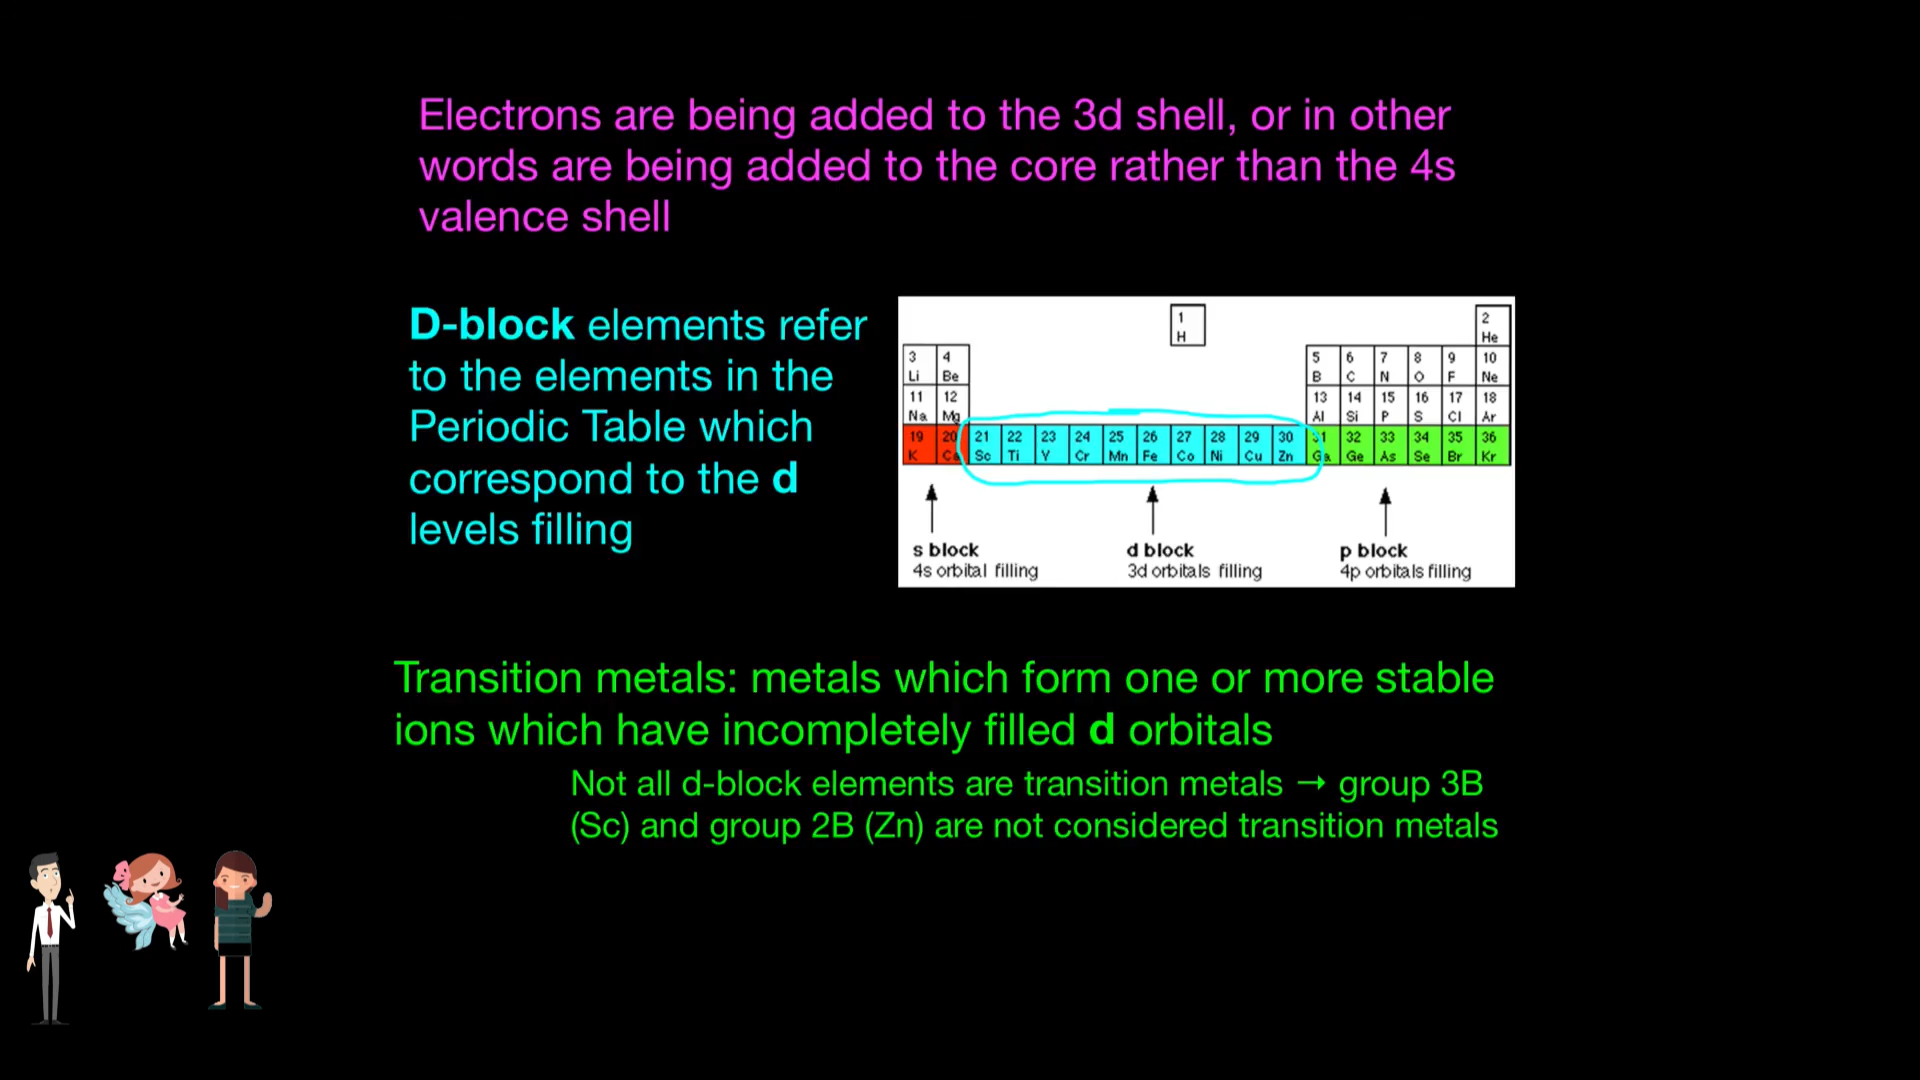 Electrons are being added to the 3d shell, or in other
words are being added to the core rather than the 4s
valence shell
D-block elements refer
to the elements in the
Periodic Table which
correspond to the d
levels filling
1 2
H He
3 4 5 6 7 8 9 10
Li Be B C N O F Ne
11 12 13 14 15 16 17 18
Na Mg Al Si P S Cl Ar
19 20 21 22 23 24 25 26 27 28 29 30 31 32 33 34 35 36
K Ca Sc Ti Y Cr Mn Fe Co Ni Cu Zn Ga Ge As Se Br Kr
s block d block p block
4s orbital filling 3d orbitals filling 4p orbitals filling
Transition metals: metals which form one or more stable
ions which have incompletely filled d orbitals
Not all d-block elements are transition metals → group 3B
(Sc) and group 2B (Zn) are not considered transition metals